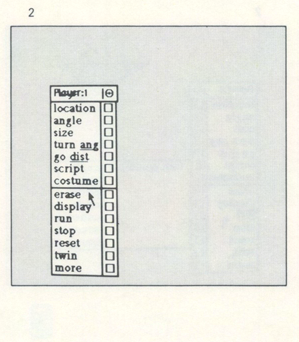 2
Player:1
location
angle
size
turn ang
go dist
script
costume
erase
display
run
stop
reset
twin
more